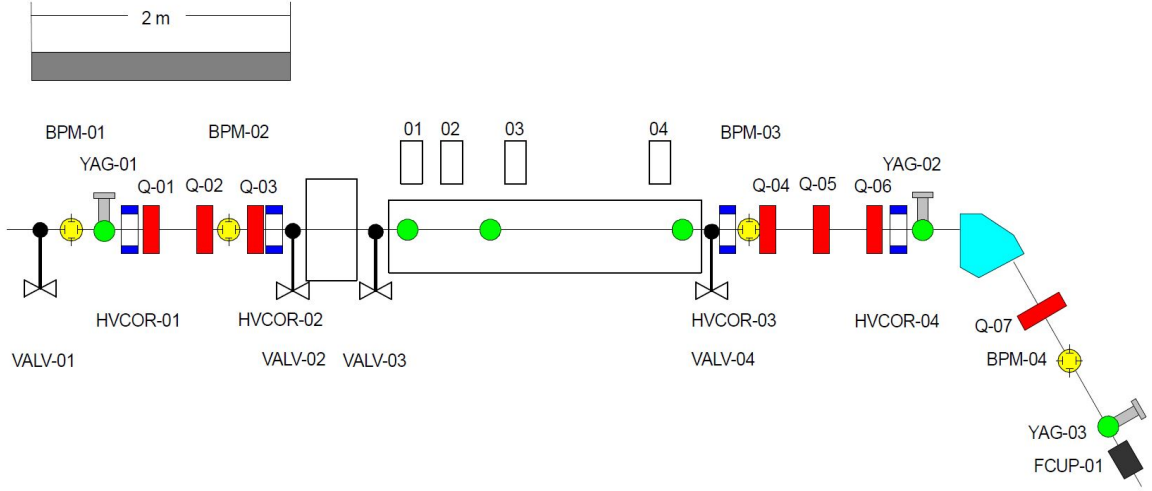 2 m
BPM-01 BPM-02 01 02 03 04 BPM-03
YAG-01 YAG-02
Q-01 Q-02 Q-03 Q-04 Q-05 Q-06
HVCOR-01 HVCOR-02 HVCOR-03 HVCOR-04
Q-07
VALV-01 VALV-02 VALV-03 VALV-04 BPM-04
YAG-03
FCUP-01